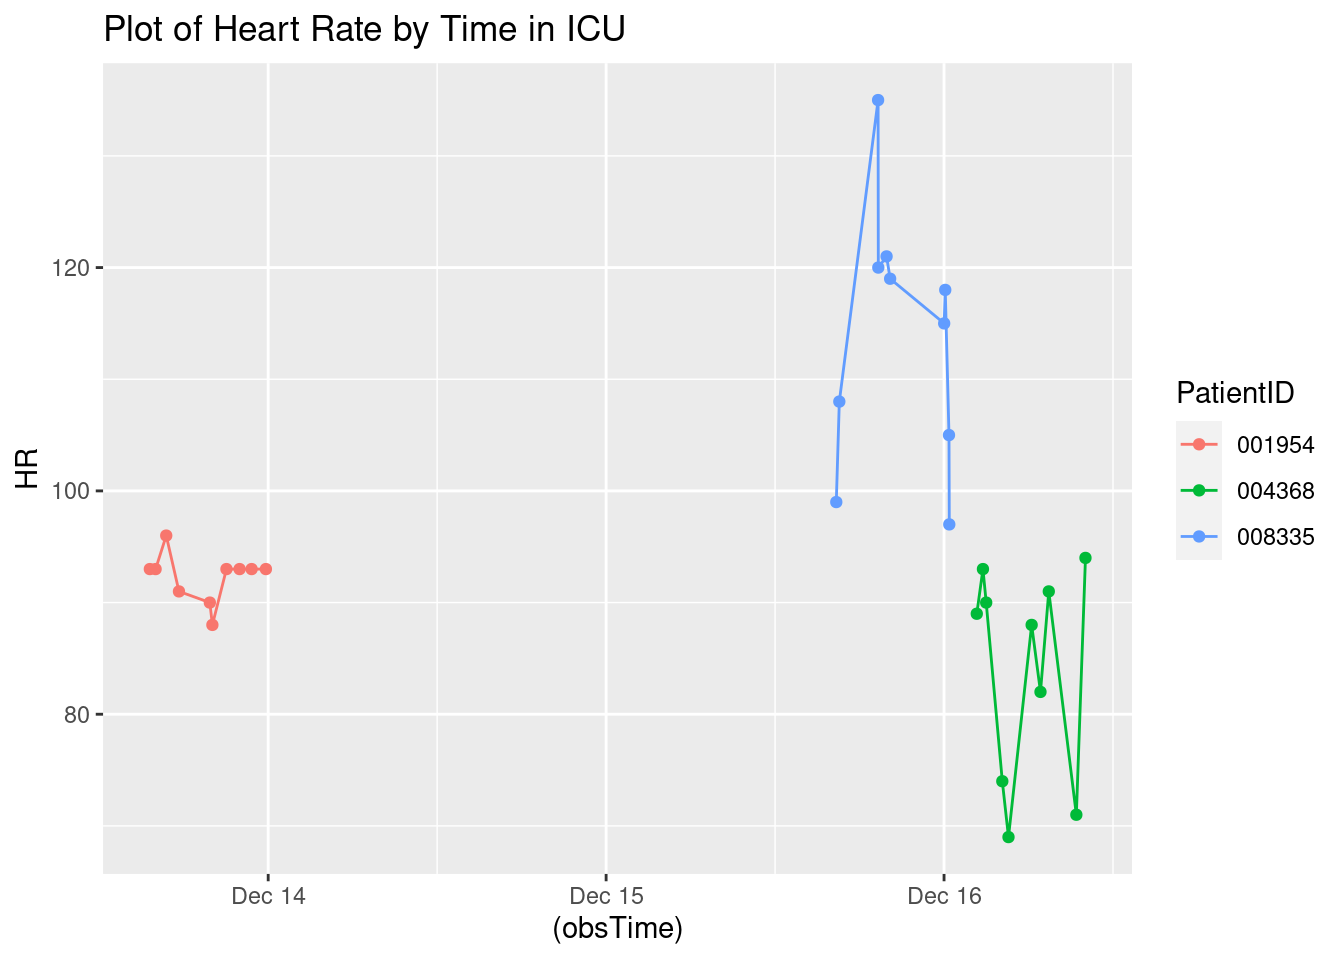 Plot of Heart Rate by Time in ICU
HR
120
100
80
Dec 14
Dec 15
Dec 16
(obsTime)
PatientID
001954
004368
008335